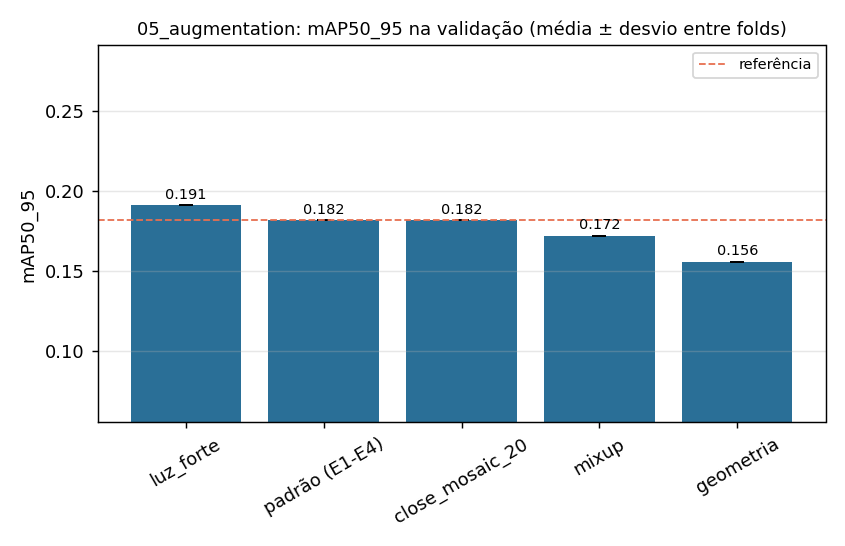 05_augmentation: mAP50_95 na validação (média ± desvio entre folds)
referência
mAP50_95
0.25
0.20
0.15
0.10
0.191
0.182
0.182
0.172
0.156
luz_forte
padrão (E1-E4)
close_mosaic_20
mixup
geometria